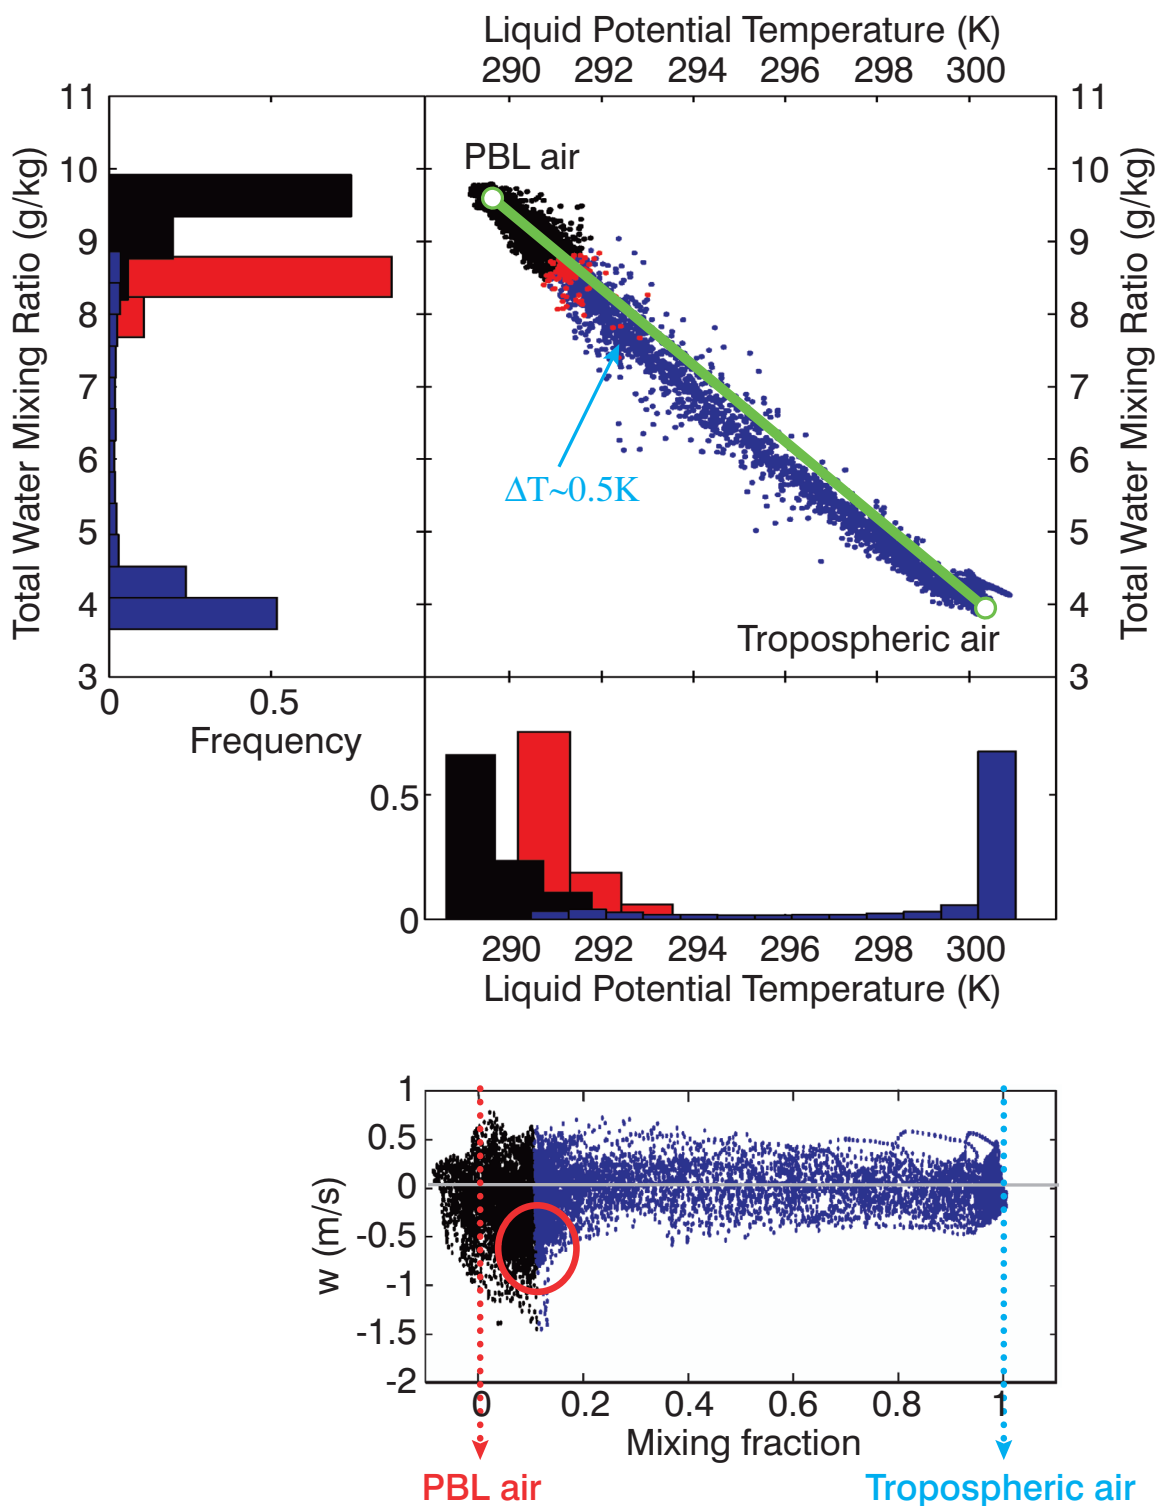 Liquid Potential Temperature (K)
290 292 294 296 298 300
11 11
10 10
9 9
8 8
7 7
6 6
5 5
4 4
3 3
Total Water Mixing Ratio (g/kg)
Total Water Mixing Ratio (g/kg)
PBL air
ΔT~0.5K
Tropospheric air
0 0.5
Frequency
0.5
0
290 292 294 296 298 300
Liquid Potential Temperature (K)
1
0.5
0
-0.5
-1
-1.5
-2
w (m/s)
0 0.2 0.4 0.6 0.8 1
Mixing fraction
PBL air Tropospheric air